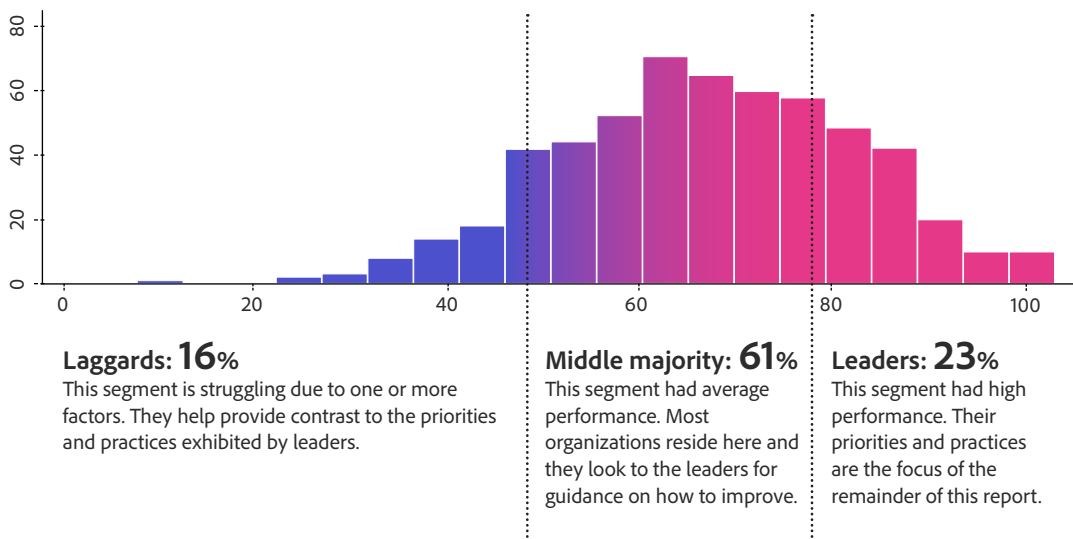 80
60
40
20
0
0
20
40
60
80
100
Laggards: 16%
This segment is struggling due to one or more
factors. They help provide contrast to the priorities
and practices exhibited by leaders.
Middle majority: 61%
This segment had average
performance. Most
organizations reside here and
they look to the leaders for
guidance on how to improve.
Leaders: 23%
This segment had high
performance. Their
priorities and practices
are the focus of the
remainder of this report.